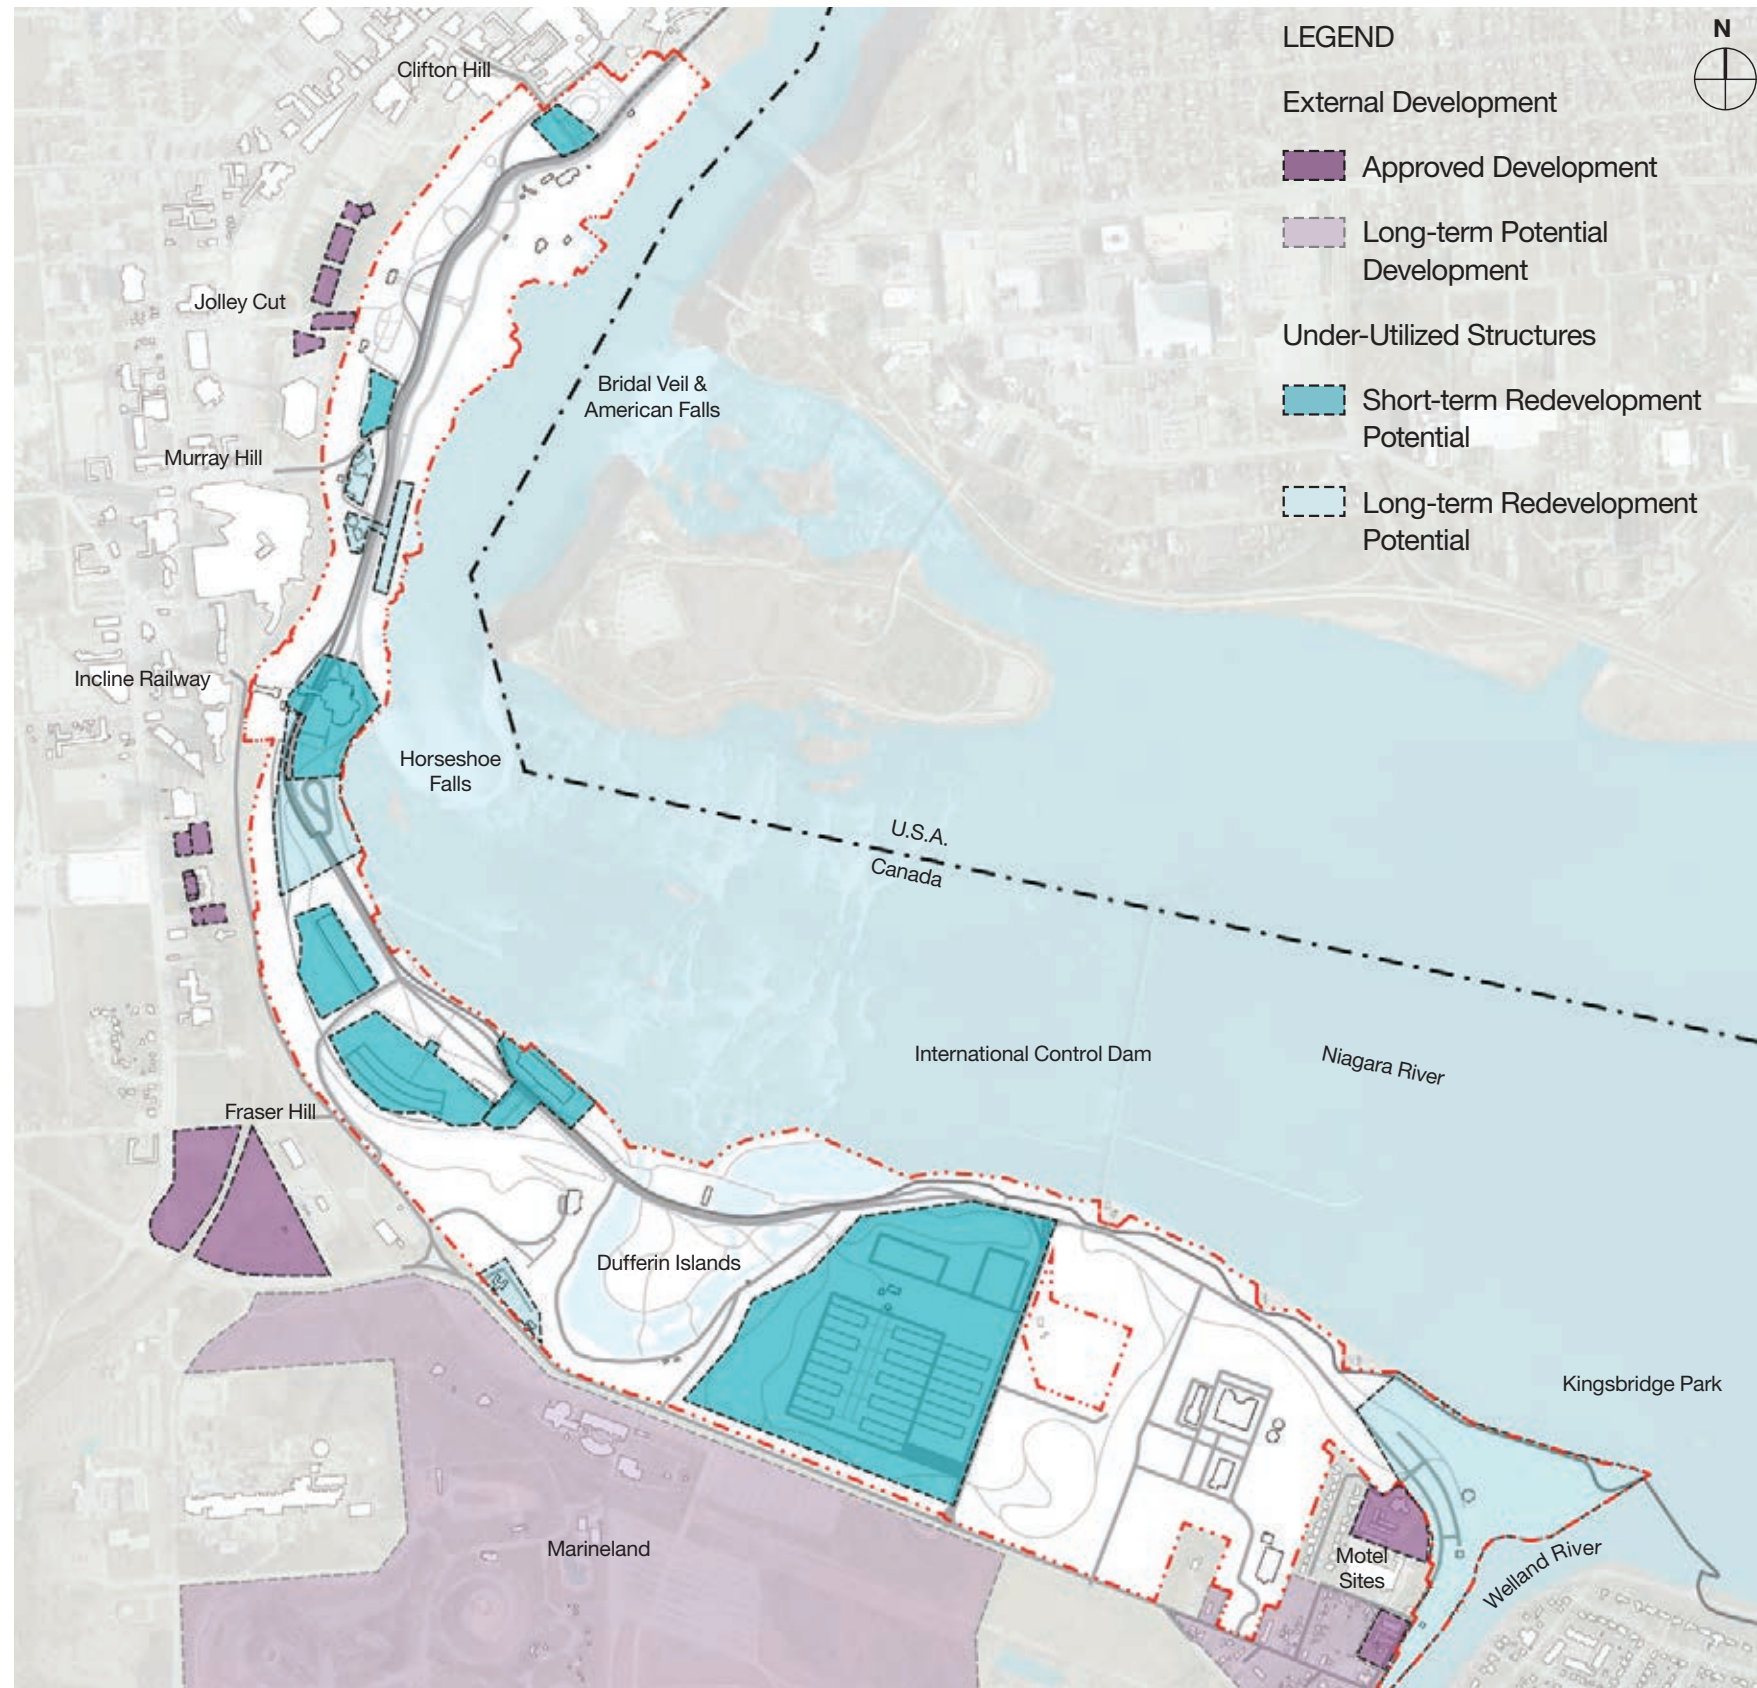 LEGEND
N
External Development
Approved Development
Long-term Potential
Development
Under-Utilized Structures
Short-term Redevelopment
Potential
Long-term Redevelopment
Potential
Clifton Hill
Jolley Cut
Bridal Veil &
American Falls
Murray Hill
Incline Railway
Horseshoe
Falls
U.S.A.
Canada
International Control Dam
Niagara River
Fraser Hill
Dufferin Islands
Kingsbridge Park
Marineland
Motel
Sites
Welland River